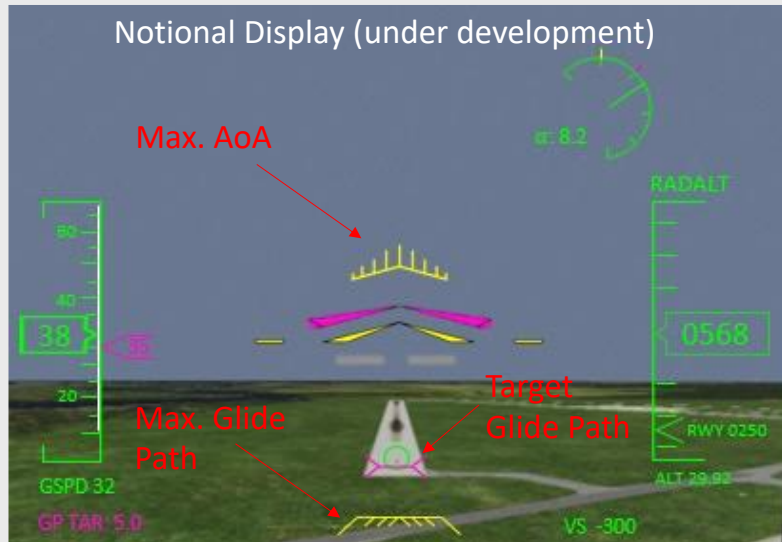 Notional Display (under development)
α: 8.2
Max. AoA
RADALT
60
40
38
35
0568
20
Target
Glide Path
Max. Glide
Path
RWY 0250
GSPD 32
ALT 29.92
GP TAR: 5.0
VS -300